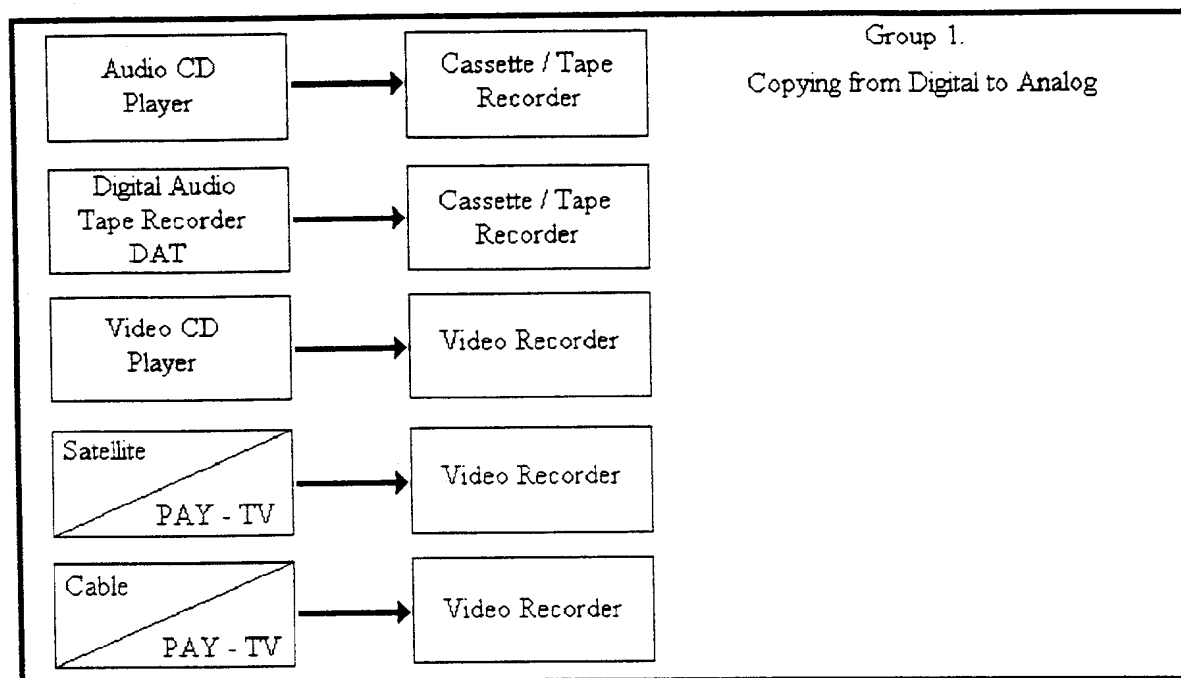 Group 1.
Copying from Digital to Analog
Audio CD
Player
Cassette / Tape
Recorder
Digital Audio
Tape Recorder
DAT
Cassette / Tape
Recorder
Video CD
Player
Video Recorder
Satellite
PAY - TV
Video Recorder
Cable
PAY - TV
Video Recorder